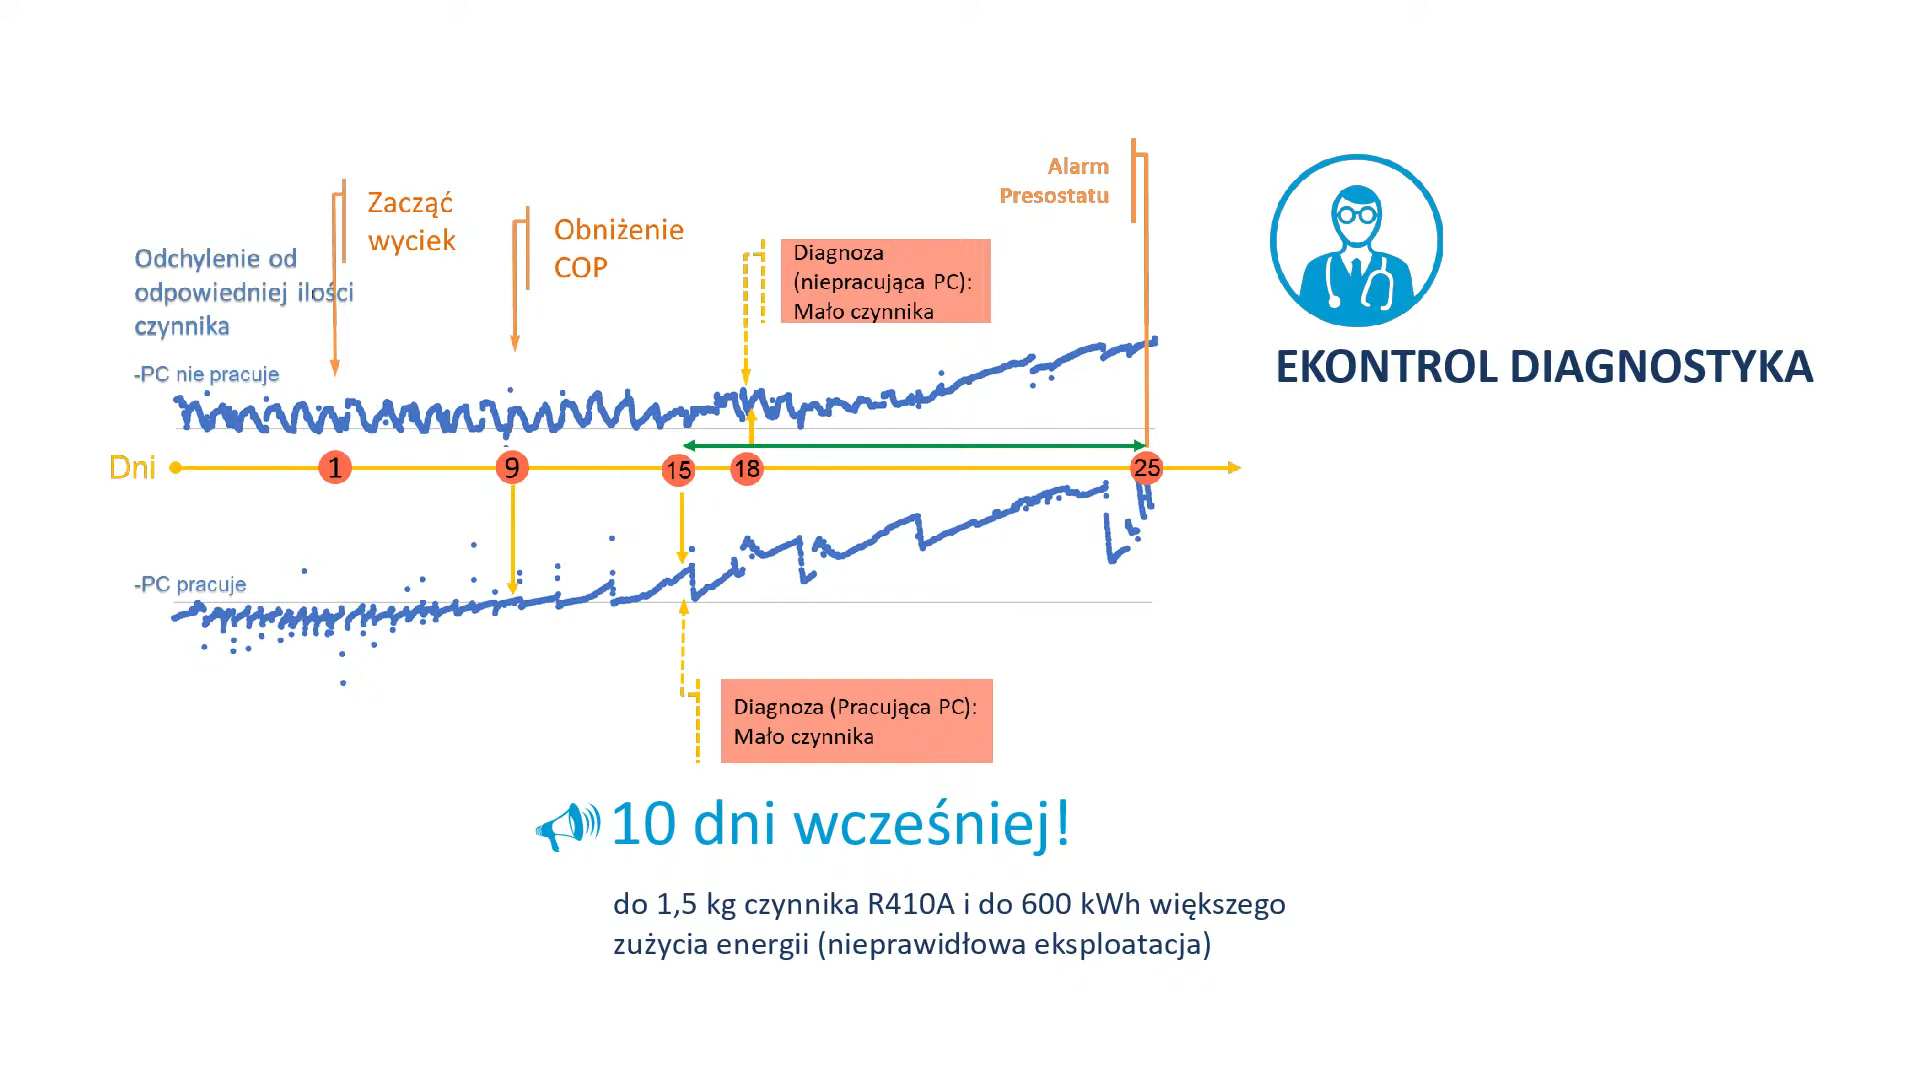 Alarm
Presostatu
Zacząć
wyciek
Obniżenie
COP
Odchylenie od
odpowiedniej ilości
czynnika
-PC nie pracuje
Diagnoza
(niepracująca PC):
Mało czynnika
EKONTROL DIAGNOSTYKA
Dni
1
9
15
18
25
-PC pracuje
Diagnoza (Pracująca PC):
Mało czynnika
10 dni wcześniej!
do 1,5 kg czynnika R410A i do 600 kWh większego
zużycia energii (nieprawidłowa eksploatacja)